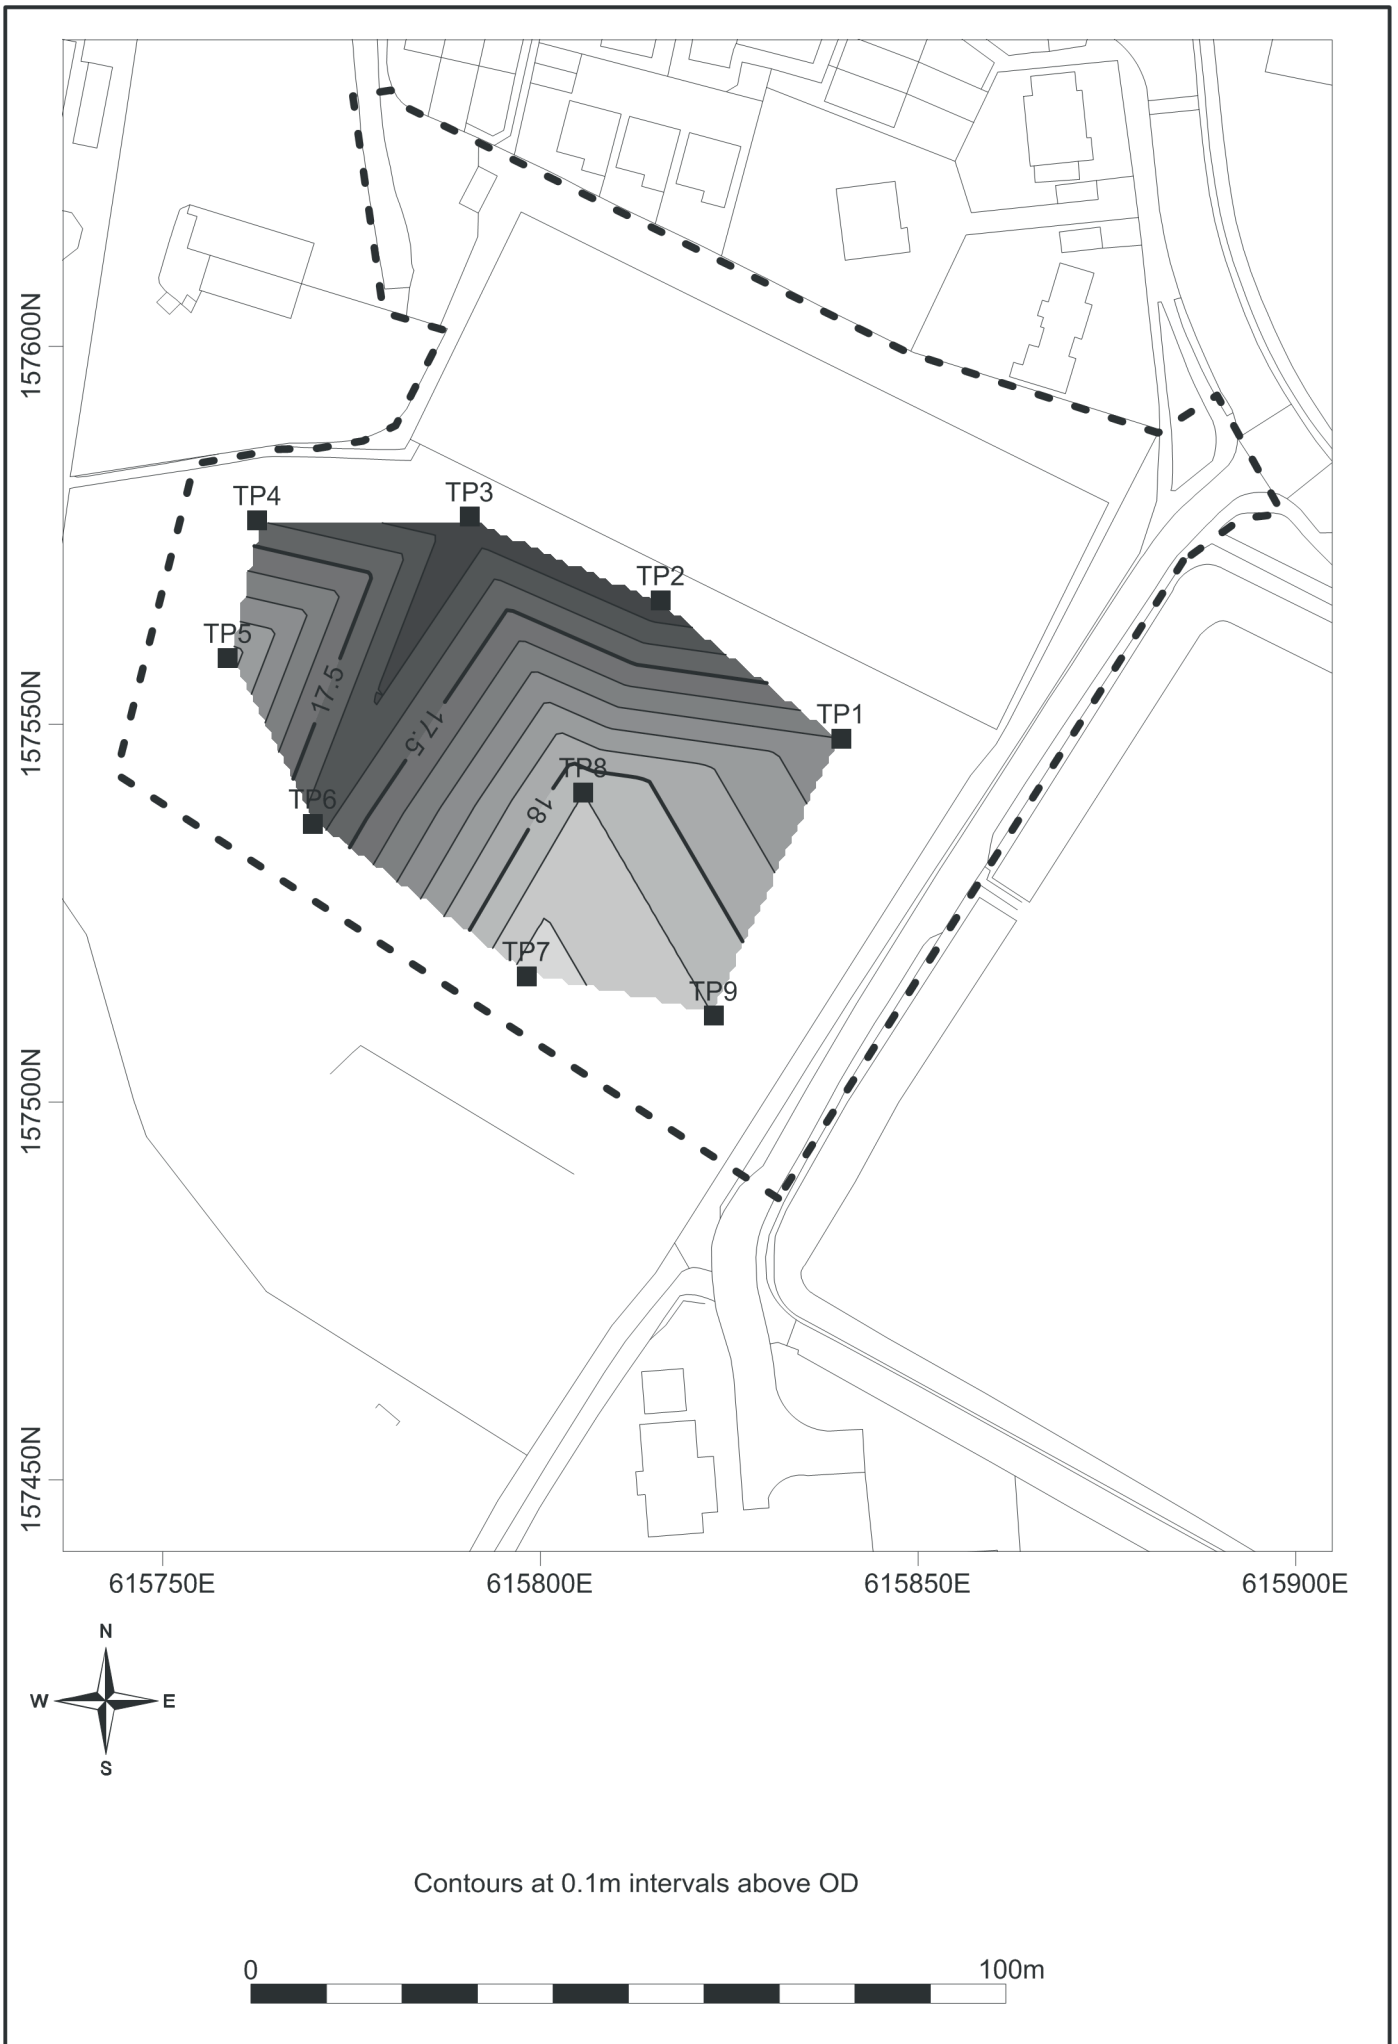 157600N
157550N
157500N
157450N
TP4
TP3
TP2
TP5
TP1
17.5
17.5
TP8
TP6
18
TP7
TP9
615750E
615800E
615850E
615900E
N
W
E
S
Contours at 0.1m intervals above OD
0
100m